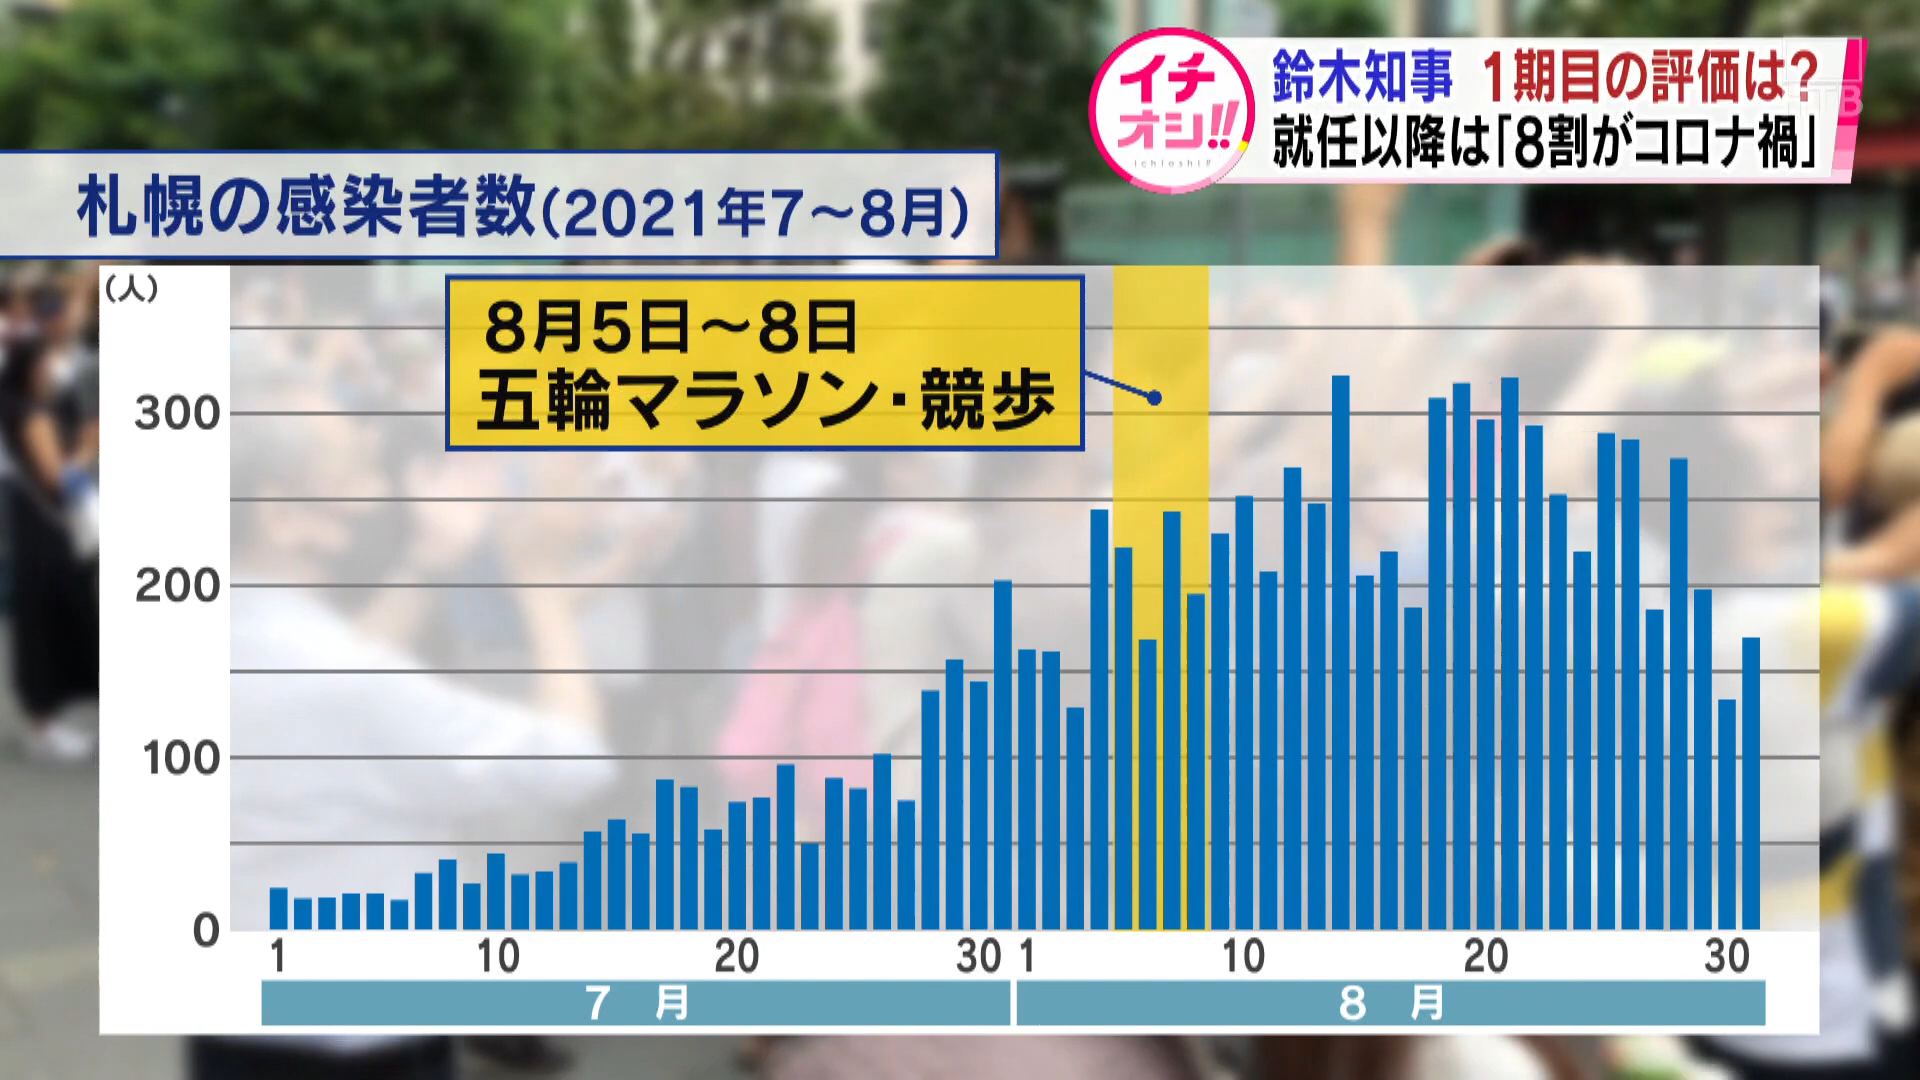 イチ
オシ!!
ichioshi!!
鈴木知事 1期目の評価は?
就任以降は「8割がコロナ禍」
札幌の感染者数(2021年7〜8月)
(人)
8月5日〜8日
五輪マラソン・競歩
300
200
100
0
1 10 20 30 1 10 20 30
7月 8月